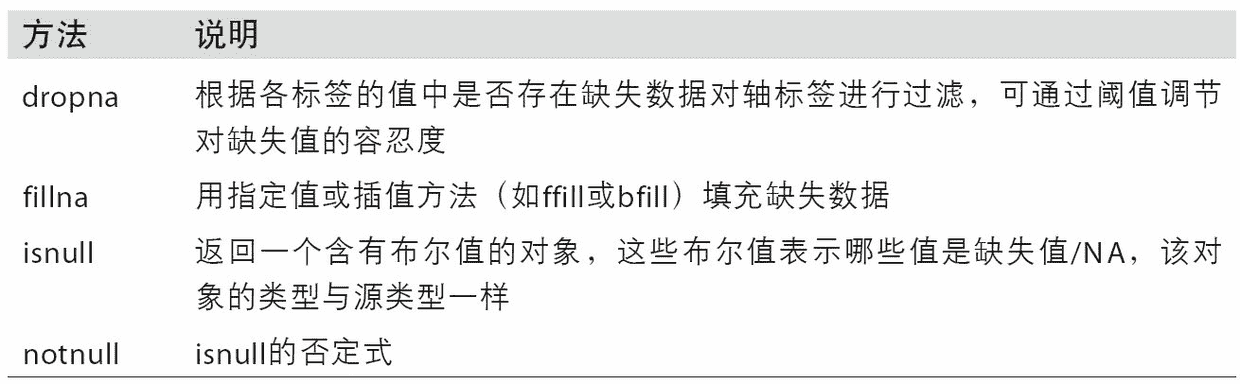 方法 说明
dropna 根据各标签的值中是否存在缺失数据对轴标签进行过滤，可通过阈值调节
对缺失值的容忍度
fillna 用指定值或插值方法（如ffill或bfill）填充缺失数据
isnull 返回一个含有布尔值的对象，这些布尔值表示哪些值是缺失值/NA，该对
象的类型与源类型一样
notnull isnull的否定式